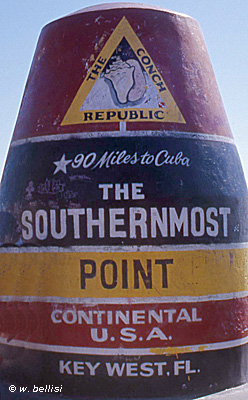 THE CONCH
REPUBLIC
90 Miles to Cuba
THE
SOUTHERNMOST
POINT
CONTINENTAL
U.S.A.
KEY WEST, FL.
© w. bellisi